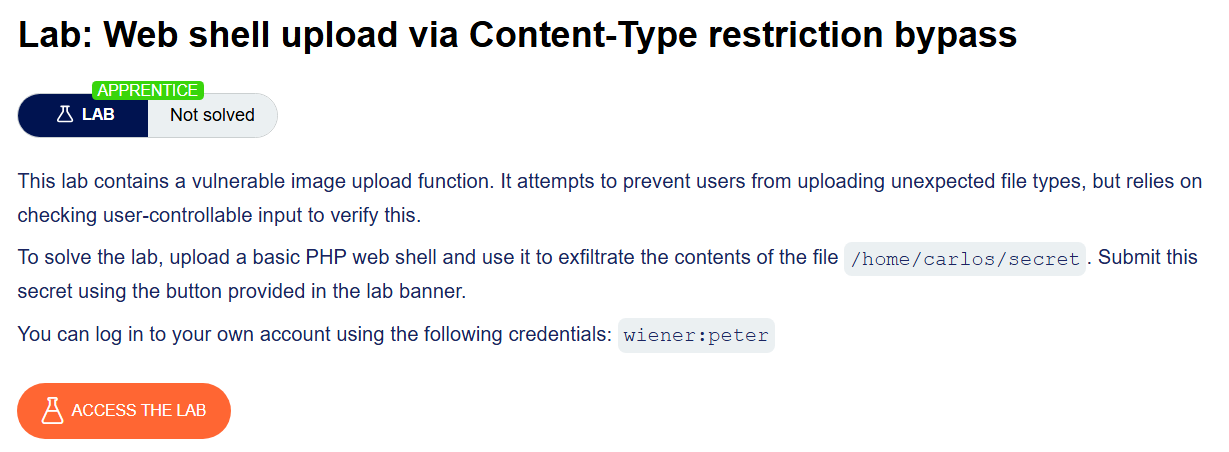 Lab: Web shell upload via Content-Type restriction bypass
APPRENTICE
LAB Not solved
This lab contains a vulnerable image upload function. It attempts to prevent users from uploading unexpected file types, but relies on
checking user-controllable input to verify this.
To solve the lab, upload a basic PHP web shell and use it to exfiltrate the contents of the file /home/carlos/secret. Submit this
secret using the button provided in the lab banner.
You can log in to your own account using the following credentials: wiener:peter
ACCESS THE LAB